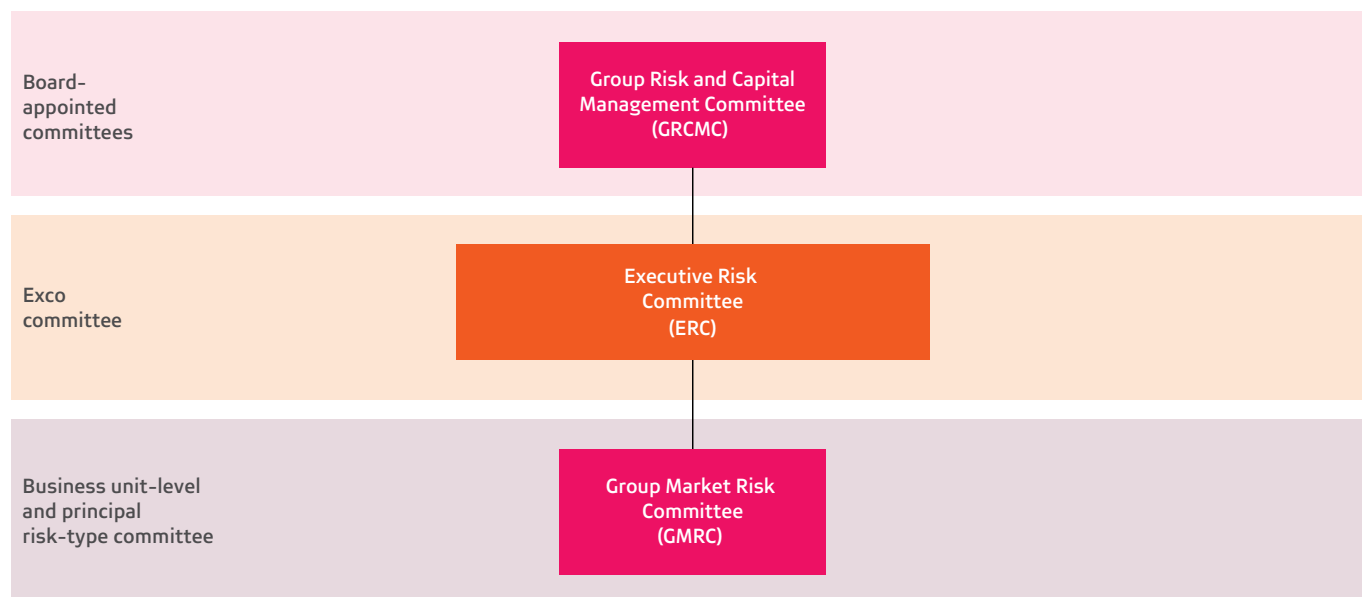 Board-
appointed
committees
Group Risk and Capital
Management Committee
(GRCMC)
Exco
committee
Executive Risk
Committee
(ERC)
Business unit-level
and principal
risk-type committee
Group Market Risk
Committee
(GMRC)